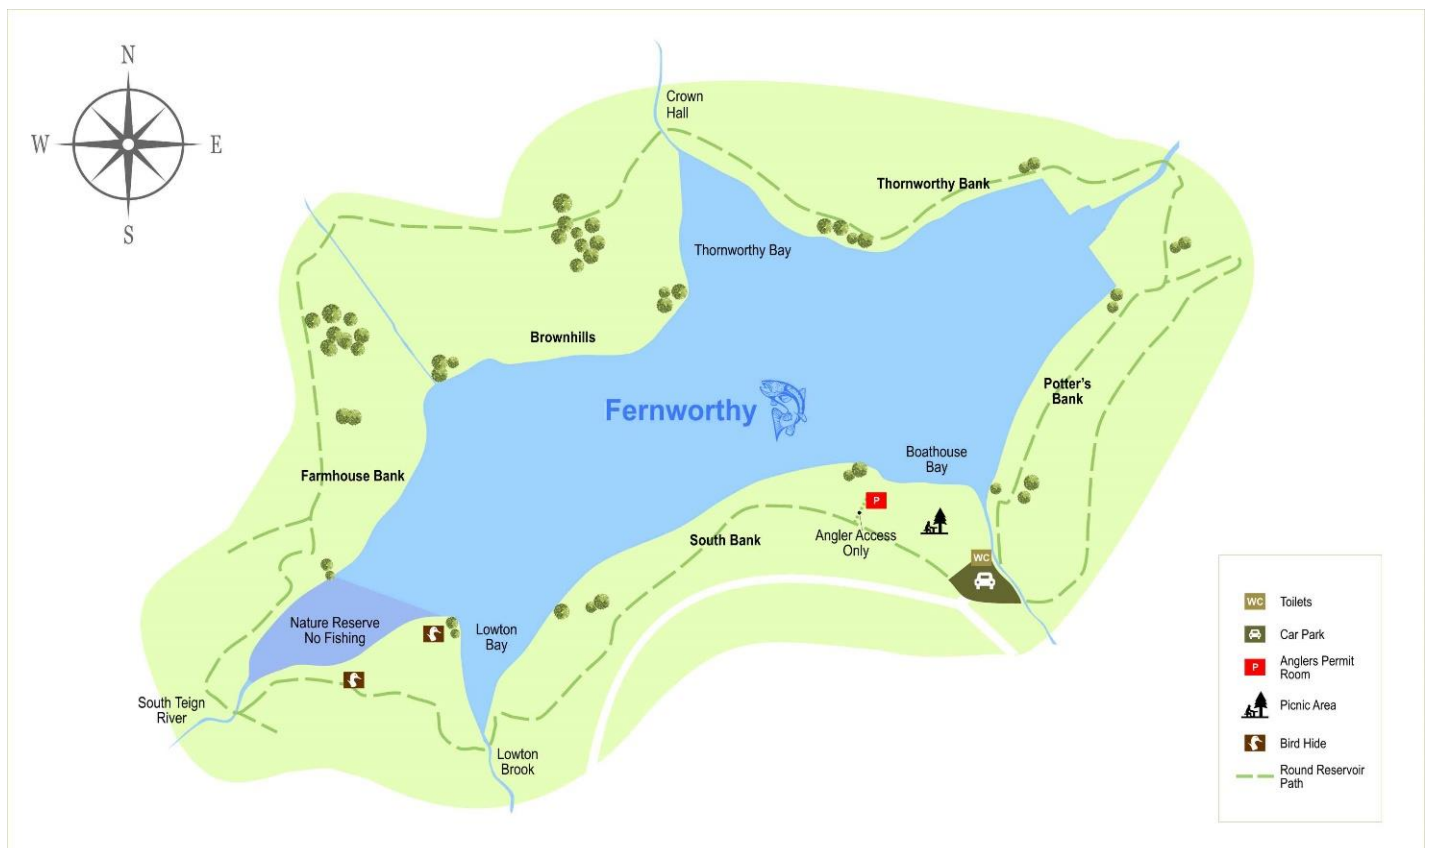 N
W
E
S
Crown
Hall
Thornworthy Bank
Thornworthy Bay
Brownhills
Fernworthy
Potter's
Bank
Boathouse
Bay
Farmhouse Bank
P
South Bank
Angler Access
Only
WC
Nature Reserve
No Fishing
Lowton
Bay
South Teign
River
Lowton
Brook
WC
Toilets
Car Park
P
Anglers Permit
Room
Picnic Area
Bird Hide
Round Reservoir
Path